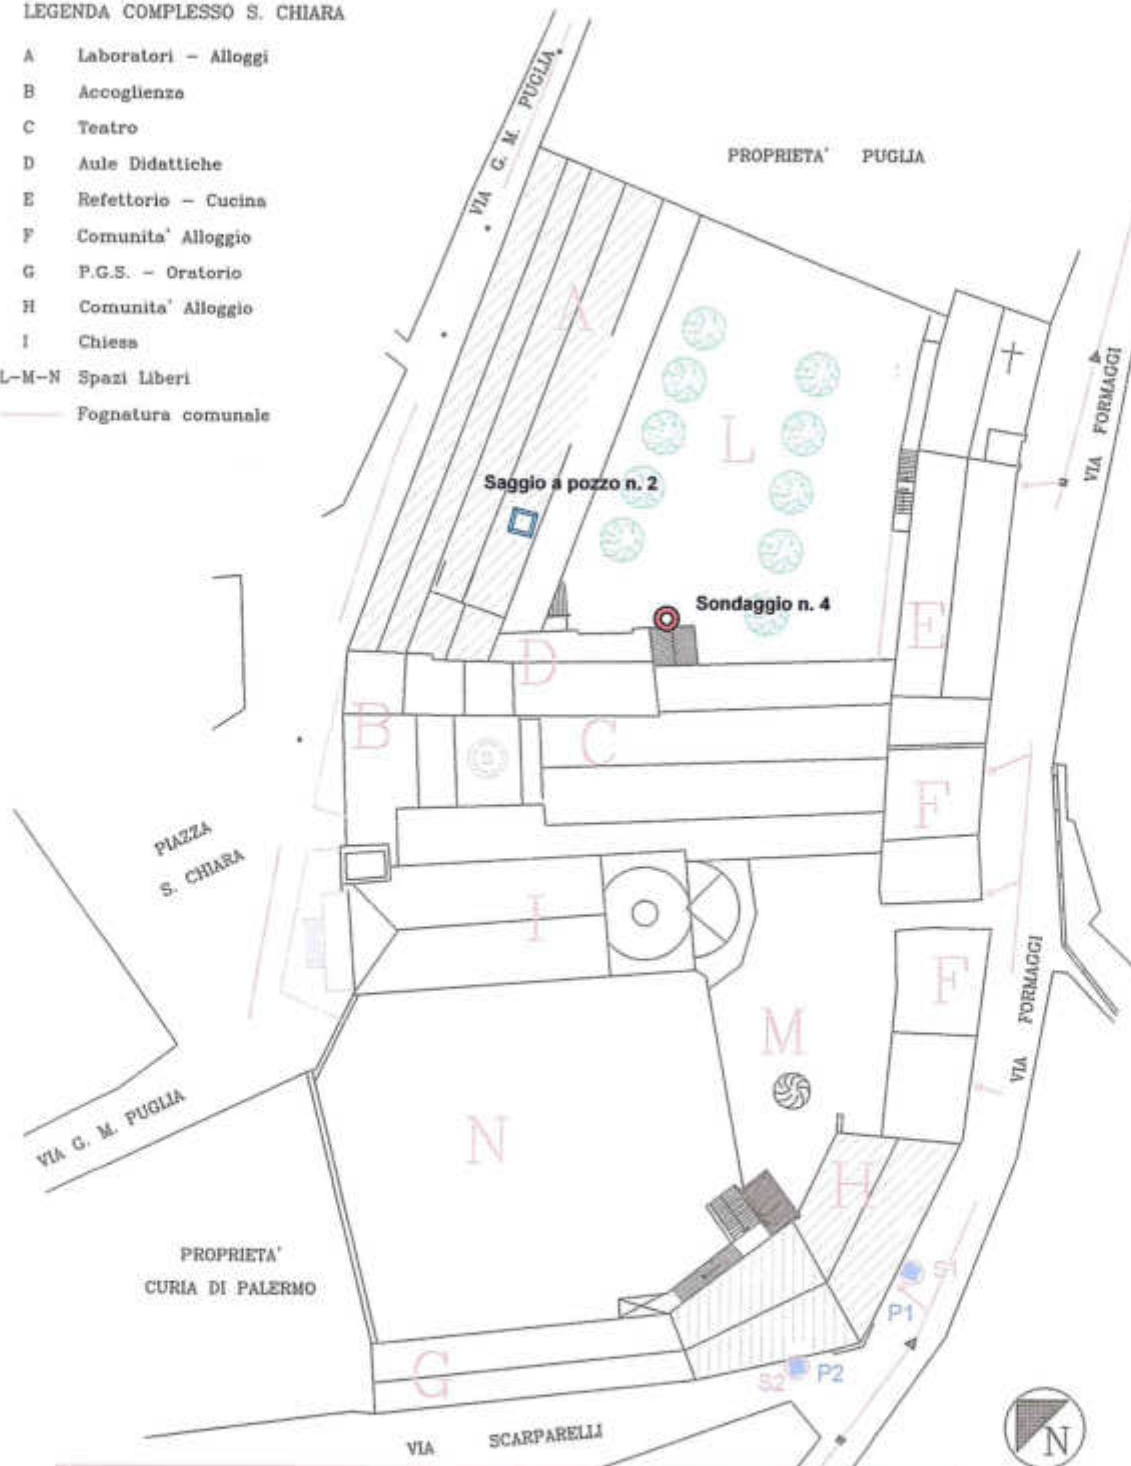 LEGENDA COMPLESSO S. CHIARA
A Laboratori – Alloggi
B Accoglienza
C Teatro
D Aule Didattiche
E Refettorio – Cucina
F Comunita' Alloggio
G P.G.S. – Oratorio
H Comunita' Alloggio
I Chiesa
L–M–N Spazi Liberi
Fognatura comunale
VIA G. M. PUGLIA
PROPRIETA' PUGLIA
A
L
VIA FORMAGGI
Saggio a pozzo n. 2
Sondaggio n. 4
E
D
B
C
F
PIAZZA
S. CHIARA
I
F
VIA FORMAGGI
M
VIA G. M. PUGLIA
N
H
PROPRIETA'
CURIA DI PALERMO
S1
P1
G
S2 P2
VIA SCARPARELLI
N